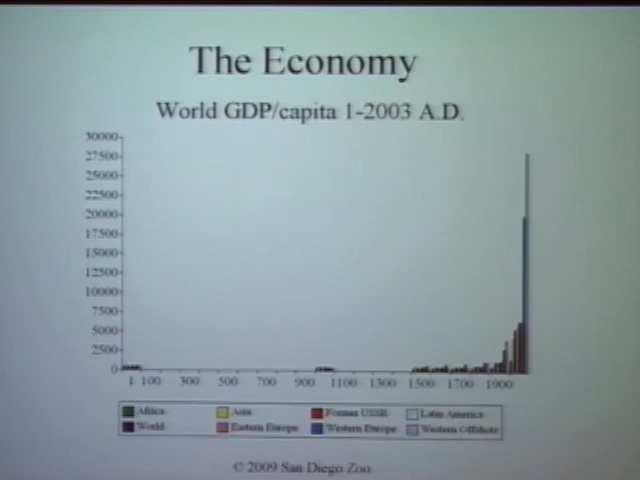 The Economy
World GDP/capita 1-2003 A.D.
30000
27500
25000
22500
20000
17500
15000
12500
10000
7500
5000
2500
0
1 100 300 500 700 900 1100 1300 1500 1700 1900
Africa Asia Former USSR Latin America
World Eastern Europe Western Europe Western Offshots
© 2009 San Diego Zoo